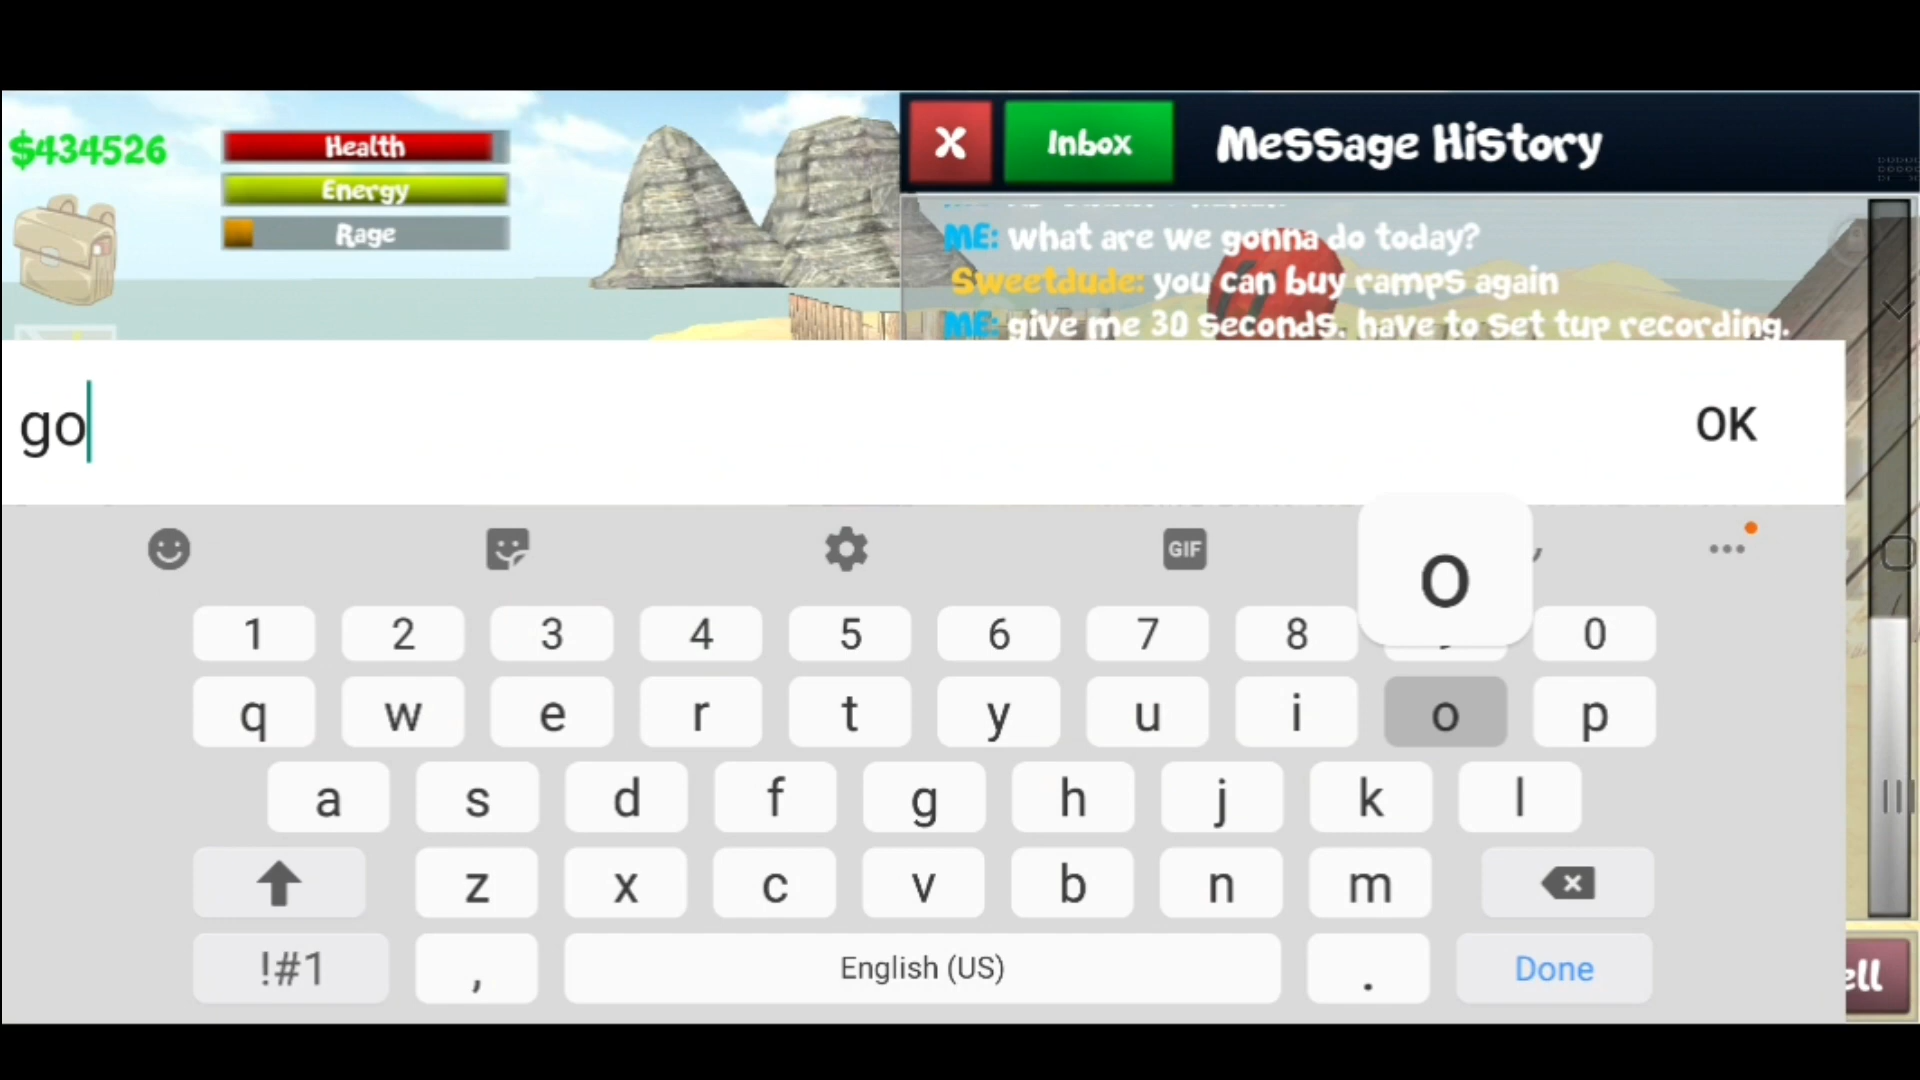 $434526
Health
Energy
Rage
X
Inbox
Message History
ME: what are we gonna do today?
Sweetdude: you can buy ramps again
ME: give me 30 seconds. have to set tup recording.
go
OK
GIF
o
1 2 3 4 5 6 7 8 0
q w e r t y u i o p
a s d f g h j k l
z x c v b n m
!#1 , English (US) . Done
ell